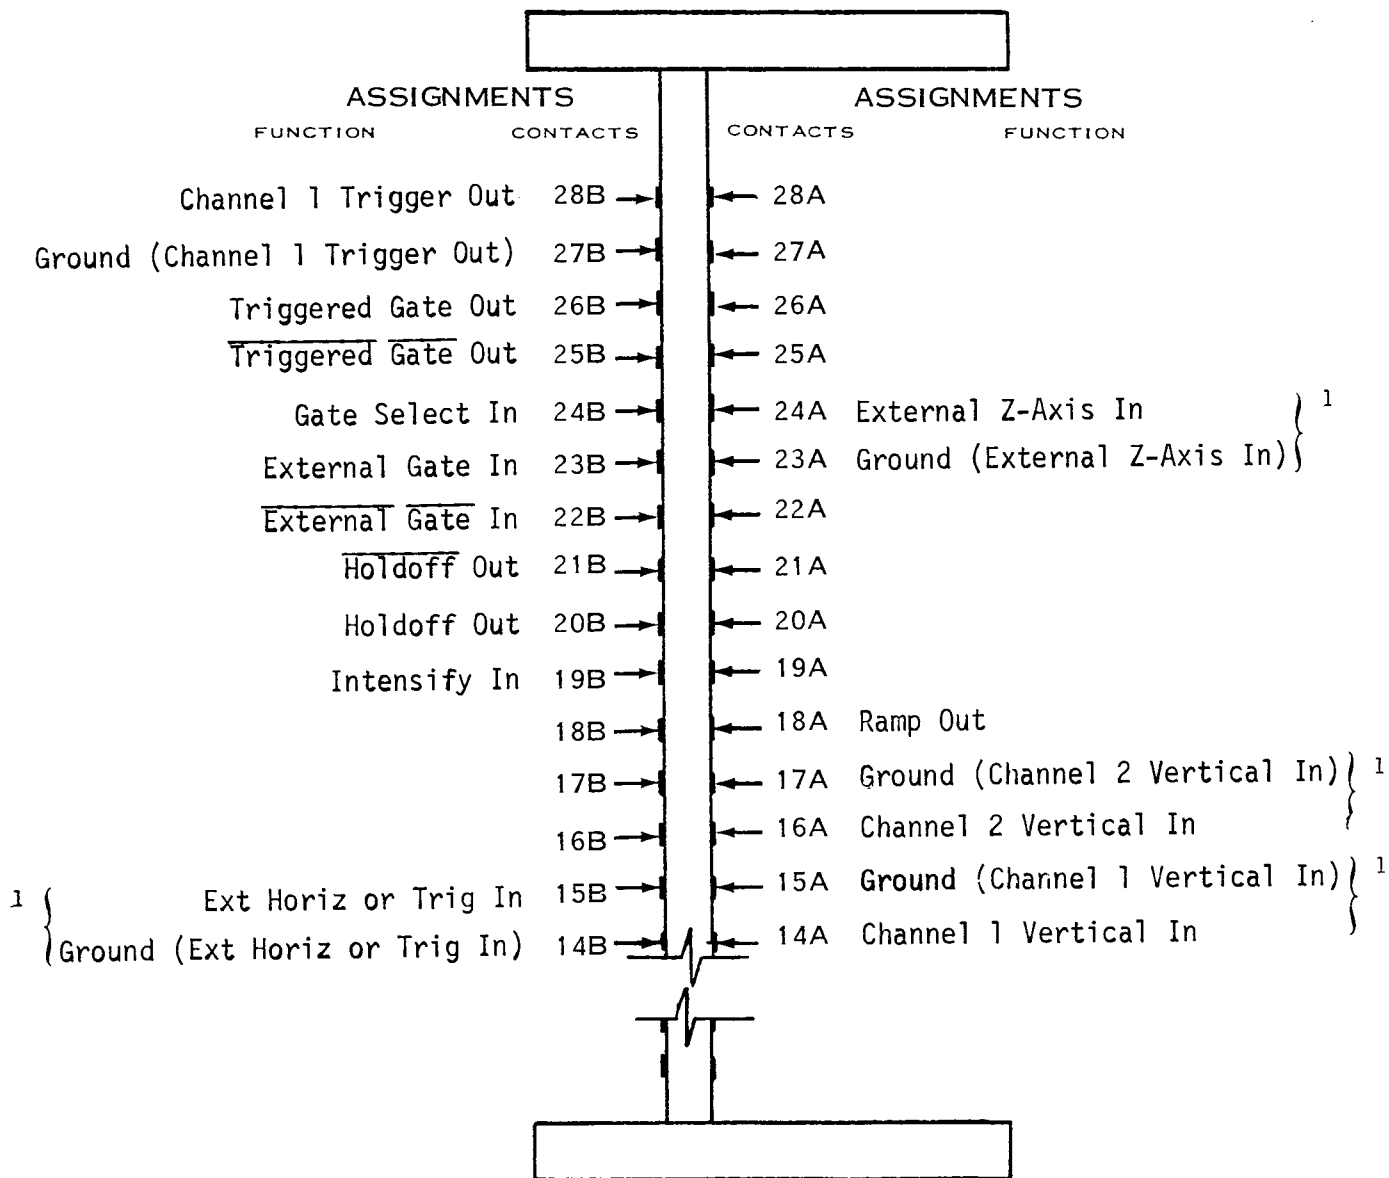 ASSIGNMENTS ASSIGNMENTS
FUNCTION CONTACTS CONTACTS FUNCTION
Channel 1 Trigger Out 28B 28A
Ground (Channel 1 Trigger Out) 27B 27A
Triggered Gate Out 26B 26A
Triggered Gate Out 25B 25A
Gate Select In 24B 24A External Z-Axis In 1
External Gate In 23B 23A Ground (External Z-Axis In)
External Gate In 22B 22A
Holdoff Out 21B 21A
Holdoff Out 20B 20A
Intensify In 19B 19A
18B 18A Ramp Out
17B 17A Ground (Channel 2 Vertical In) 1
16B 16A Channel 2 Vertical In
1 Ext Horiz or Trig In 15B 15A Ground (Channel 1 Vertical In) 1
Ground (Ext Horiz or Trig In) 14B 14A Channel 1 Vertical In